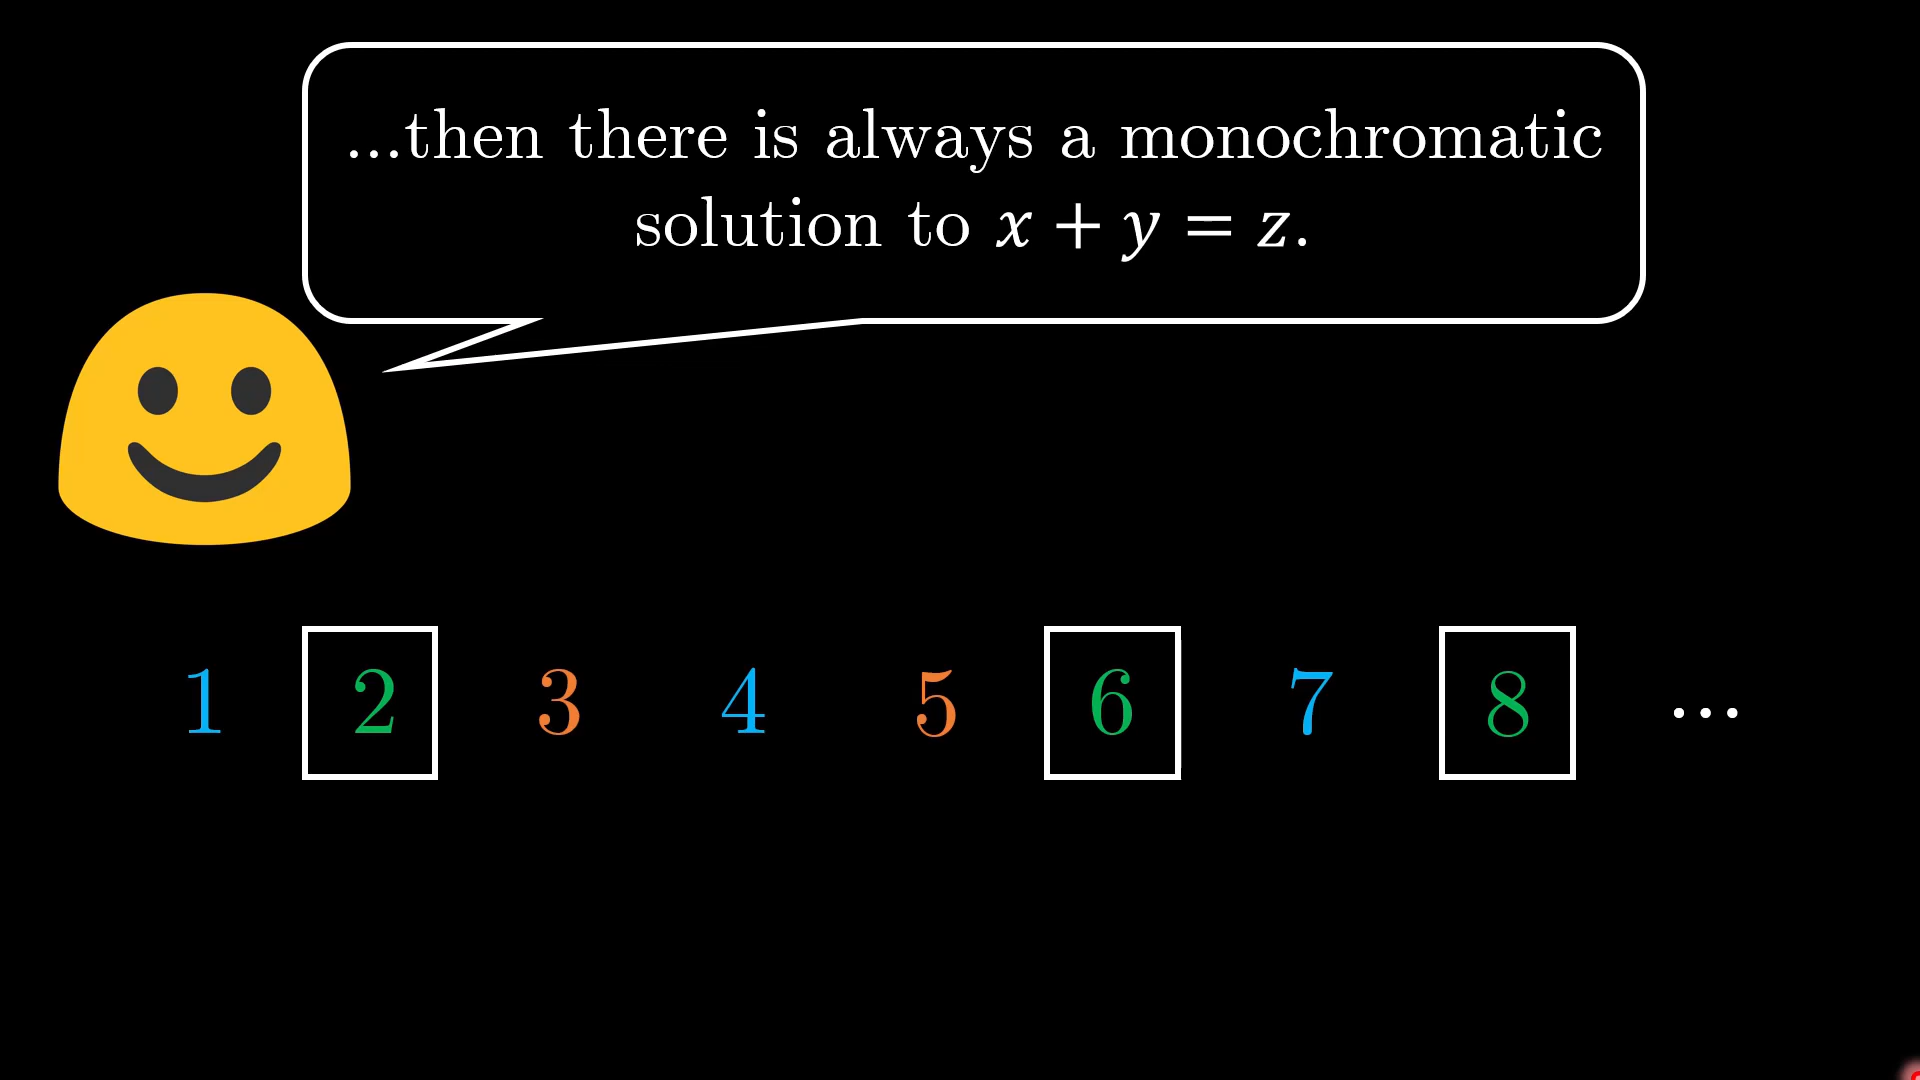 ...then there is always a monochromatic
solution to x + y = z.
1 2 3 4 5 6 7 8 ...